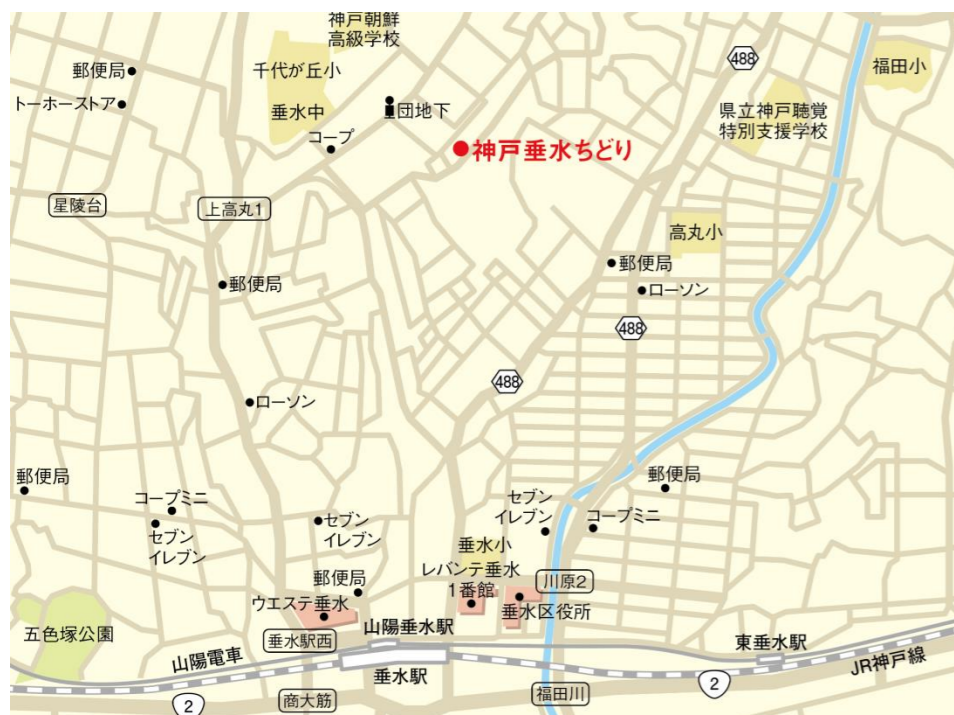 神戸朝鮮
高級学校
488
福田小
郵便局
千代が丘小
トーホーストア
垂水中
団地下
県立神戸聴覚
特別支援学校
コープ
神戸垂水ちどり
星陵台
上高丸1
高丸小
郵便局
郵便局
ローソン
488
488
ローソン
郵便局
郵便局
コープミニ
セブン
イレブン
セブン
イレブン
セブン
イレブン
コープミニ
垂水小
郵便局
レバンテ垂水
1番館
川原2
ウエステ垂水
垂水区役所
五色塚公園
垂水駅西
山陽垂水駅
東垂水駅
山陽電車
垂水駅
JR神戸線
2
商大筋
福田川
2